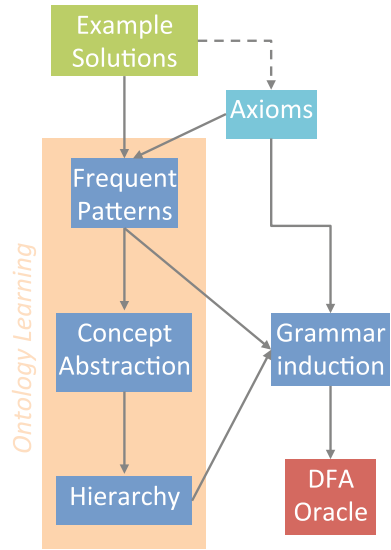 Example
Solutions
Axioms
Frequent
Patterns
Ontology Learning
Concept
Abstraction
Grammar
induction
Hierarchy
DFA
Oracle